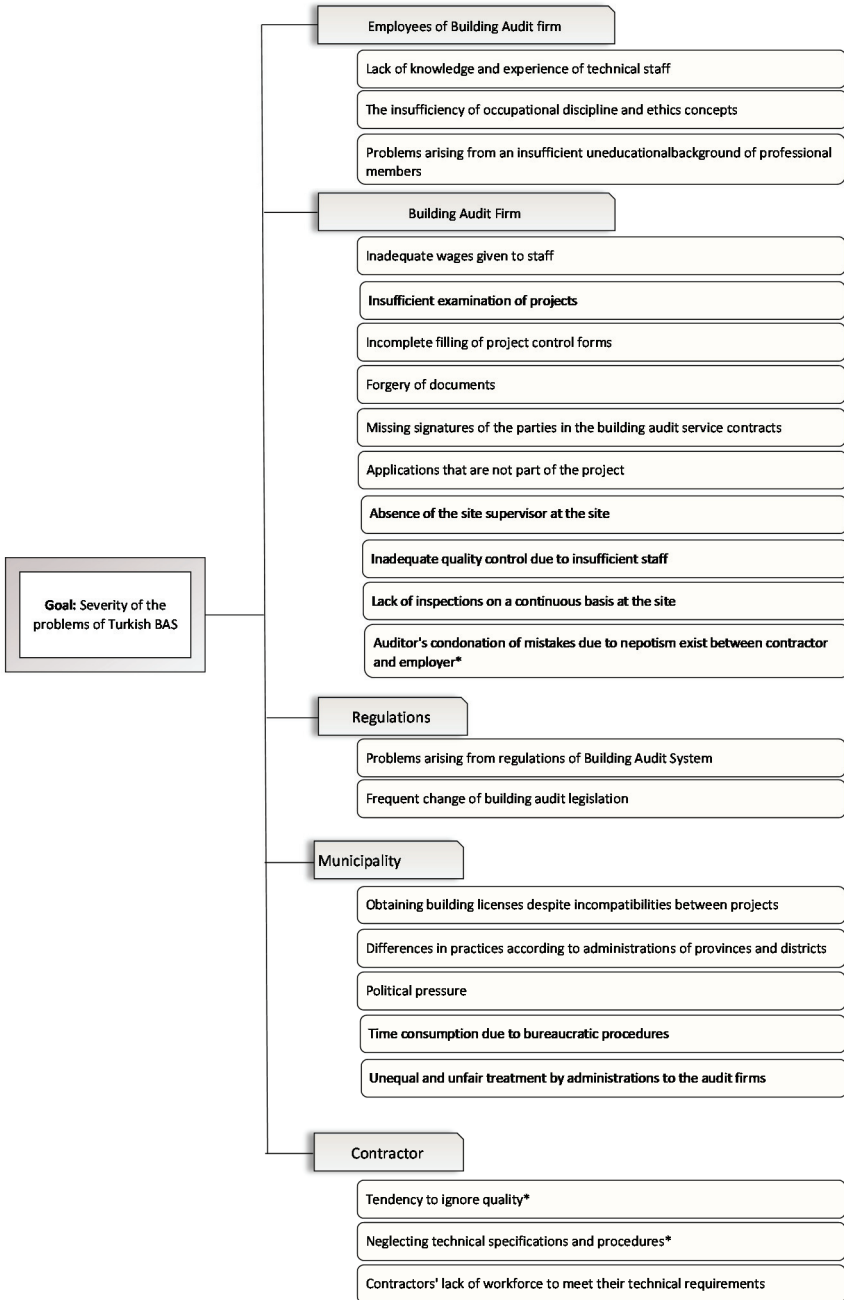 Employees of Building Audit firm
Lack of knowledge and experience of technical staff
The insufficiency of occupational discipline and ethics concepts
Problems arising from an insufficient uneducationalbackground of professional
members
Building Audit Firm
Inadequate wages given to staff
Insufficient examination of projects
Incomplete filling of project control forms
Forgery of documents
Missing signatures of the parties in the building audit service contracts
Applications that are not part of the project
Absence of the site supervisor at the site
Inadequate quality control due to insufficient staff
Lack of inspections on a continuous basis at the site
Auditor's condonation of mistakes due to nepotism exist between contractor
and employer*
Goal: Severity of the
problems of Turkish BAS
Regulations
Problems arising from regulations of Building Audit System
Frequent change of building audit legislation
Municipality
Obtaining building licenses despite incompatibilities between projects
Differences in practices according to administrations of provinces and districts
Political pressure
Time consumption due to bureaucratic procedures
Unequal and unfair treatment by administrations to the audit firms
Contractor
Tendency to ignore quality*
Neglecting technical specifications and procedures*
Contractors' lack of workforce to meet their technical requirements